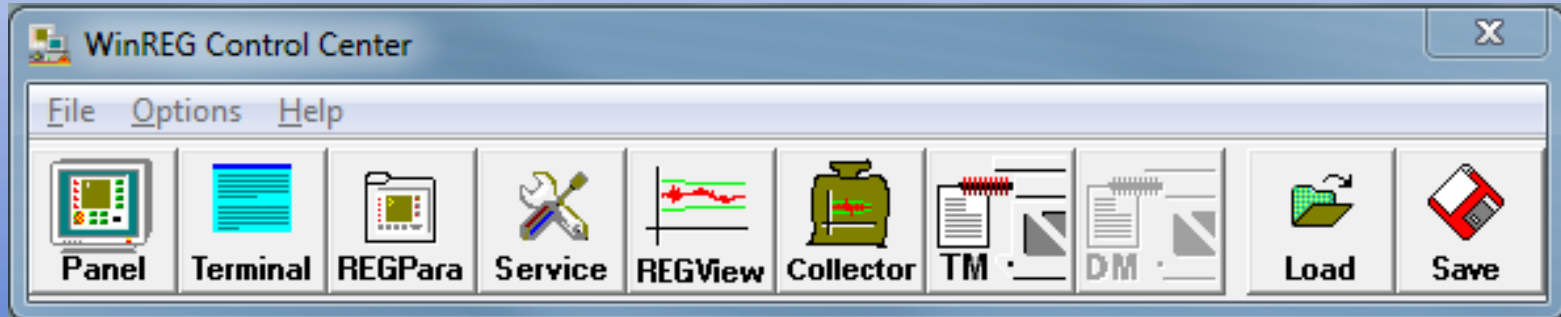 WinREG Control Center
File Options Help
Panel Terminal REGPara Service REGView Collector TM DM Load Save